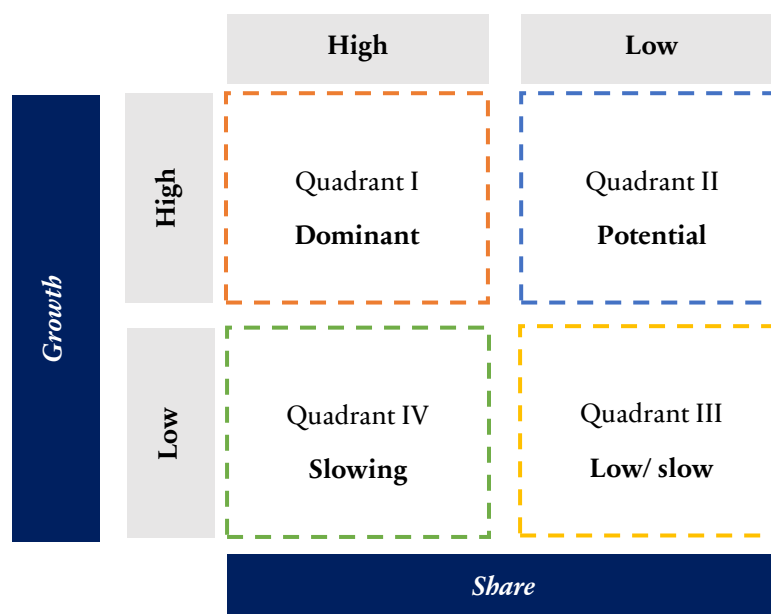 High
Low
Growth
High
Quadrant I
Dominant
Quadrant II
Potential
Low
Quadrant IV
Slowing
Quadrant III
Low/ slow
Share